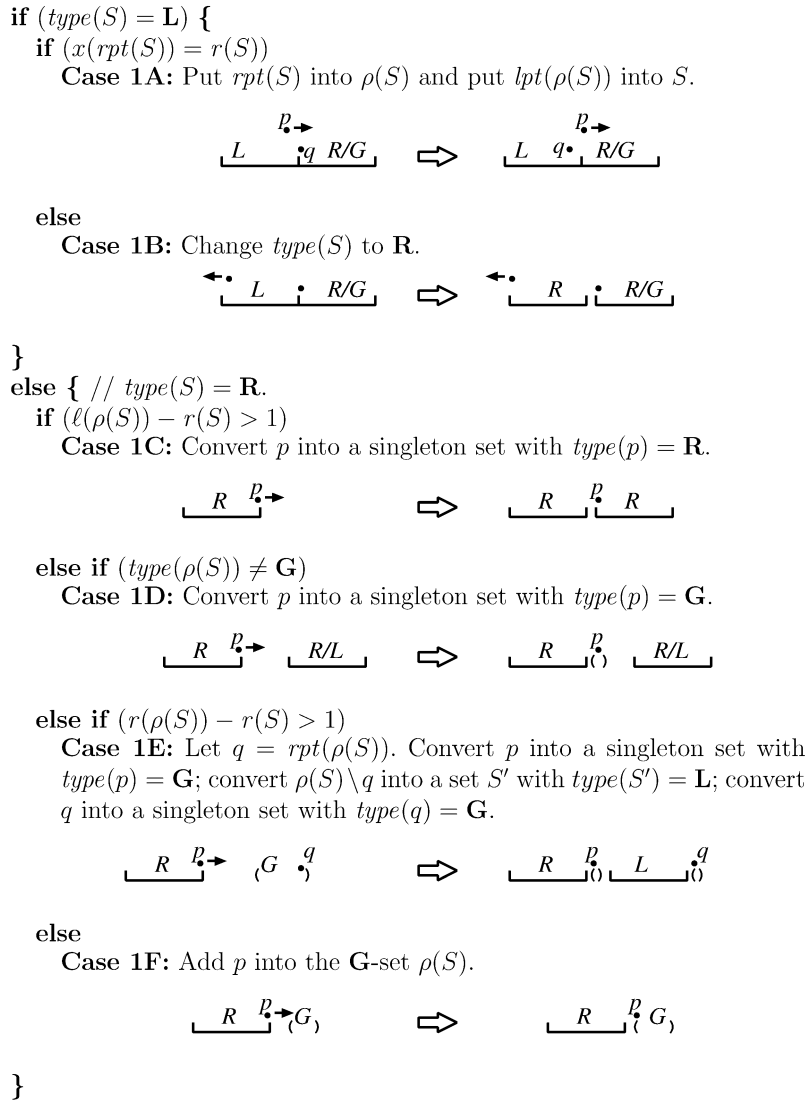 if (type(S) = L) {
if (x(rpt(S)) = r(S))
Case 1A: Put rpt(S) into ρ(S) and put lpt(ρ(S)) into S.
p p
L q R/G L q R/G
else
Case 1B: Change type(S) to R.
L R/G R R/G
}
else { // type(S) = R.
if (ℓ(ρ(S)) − r(S) > 1)
Case 1C: Convert p into a singleton set with type(p) = R.
R p R p R
else if (type(ρ(S)) ≠ G)
Case 1D: Convert p into a singleton set with type(p) = G.
R p R/L R p () R/L
else if (r(ρ(S)) − r(S) > 1)
Case 1E: Let q = rpt(ρ(S)). Convert p into a singleton set with
type(p) = G; convert ρ(S)\q into a set S′ with type(S′) = L; convert
q into a singleton set with type(q) = G.
R p (G q) R p () L q ()
else
Case 1F: Add p into the G-set ρ(S).
R p (G) R p ( G)
}